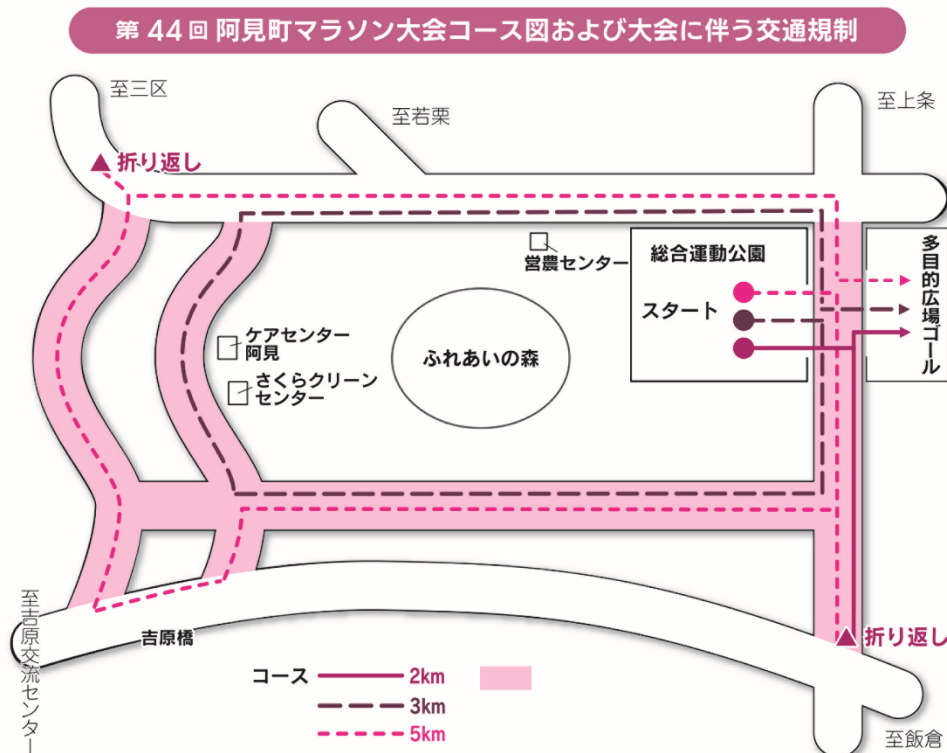 第44回 阿見町マラソン大会コース図および大会に伴う交通規制
至三区
至若栗
至上条
折り返し
営農センター
総合運動公園
スタート
多目的広場ゴール
ケアセンター
阿見
さくらクリーン
センター
ふれあいの森
至吉原交流センター
吉原橋
折り返し
至飯倉
コース
2km
3km
5km